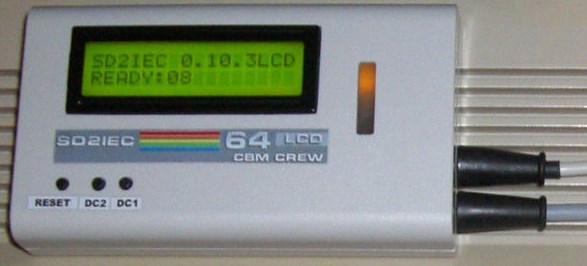 SD2IEC 0.10.3LCD
READY:08
SD2IEC 64 LCD
CBM CREW
RESET DC2 DC1